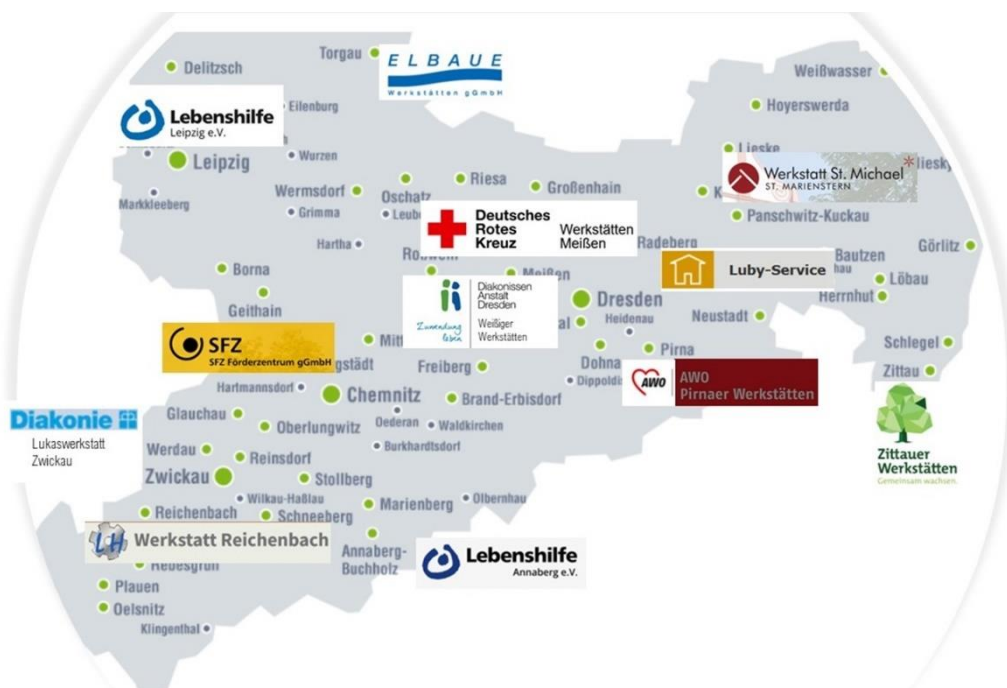 Torgau
Delitzsch
ELBAUE
Werkstätten gGmbH
Weißwasser
Hoyerswerda
Lebenshilfe
Leipzig e.V.
Eilenburg
Leipzig
Wurzen
Lieske
Werkstatt St. Michael
ST. MARIENSTERN
Markkleeberg
Wermsdorf
Oschatz
Riesa
Großenhain
Grimma
Panschwitz-Kuckau
Deutsches
Rotes
Kreuz
Werkstätten
Meißen
Hartha
Radeberg
Bautzen
Görlitz
Borna
Meißen
Luby-Service
Löbau
Herrnhut
Geithain
Diakonissen
Anstalt
Dresden
Zuwendung
leben
Weißiger
Werkstätten
Dresden
Heidenau
Neustadt
SFZ
SFZ Förderzentrum gGmbH
Freiberg
Dohna
Pirna
Schlegel
Zittau
Hartmannsdorf
Chemnitz
Brand-Erbisdorf
AWO
AWO
Pirnaer Werkstätten
Diakonie
Lukaswerkstatt
Zwickau
Glauchau
Oberlungwitz
Oederan
Waldkirchen
Burkhardtsdorf
Werdau
Reinsdorf
Zwickau
Stollberg
Zittauer
Werkstätten
Gemeinsam wachsen.
Wilkau-Haßlau
Marienberg
Olbernhau
Reichenbach
Schneeberg
LH
Werkstatt Reichenbach
Annaberg-
Buchholz
Lebenshilfe
Annaberg e.V.
Plauen
Oelsnitz
Klingenthal